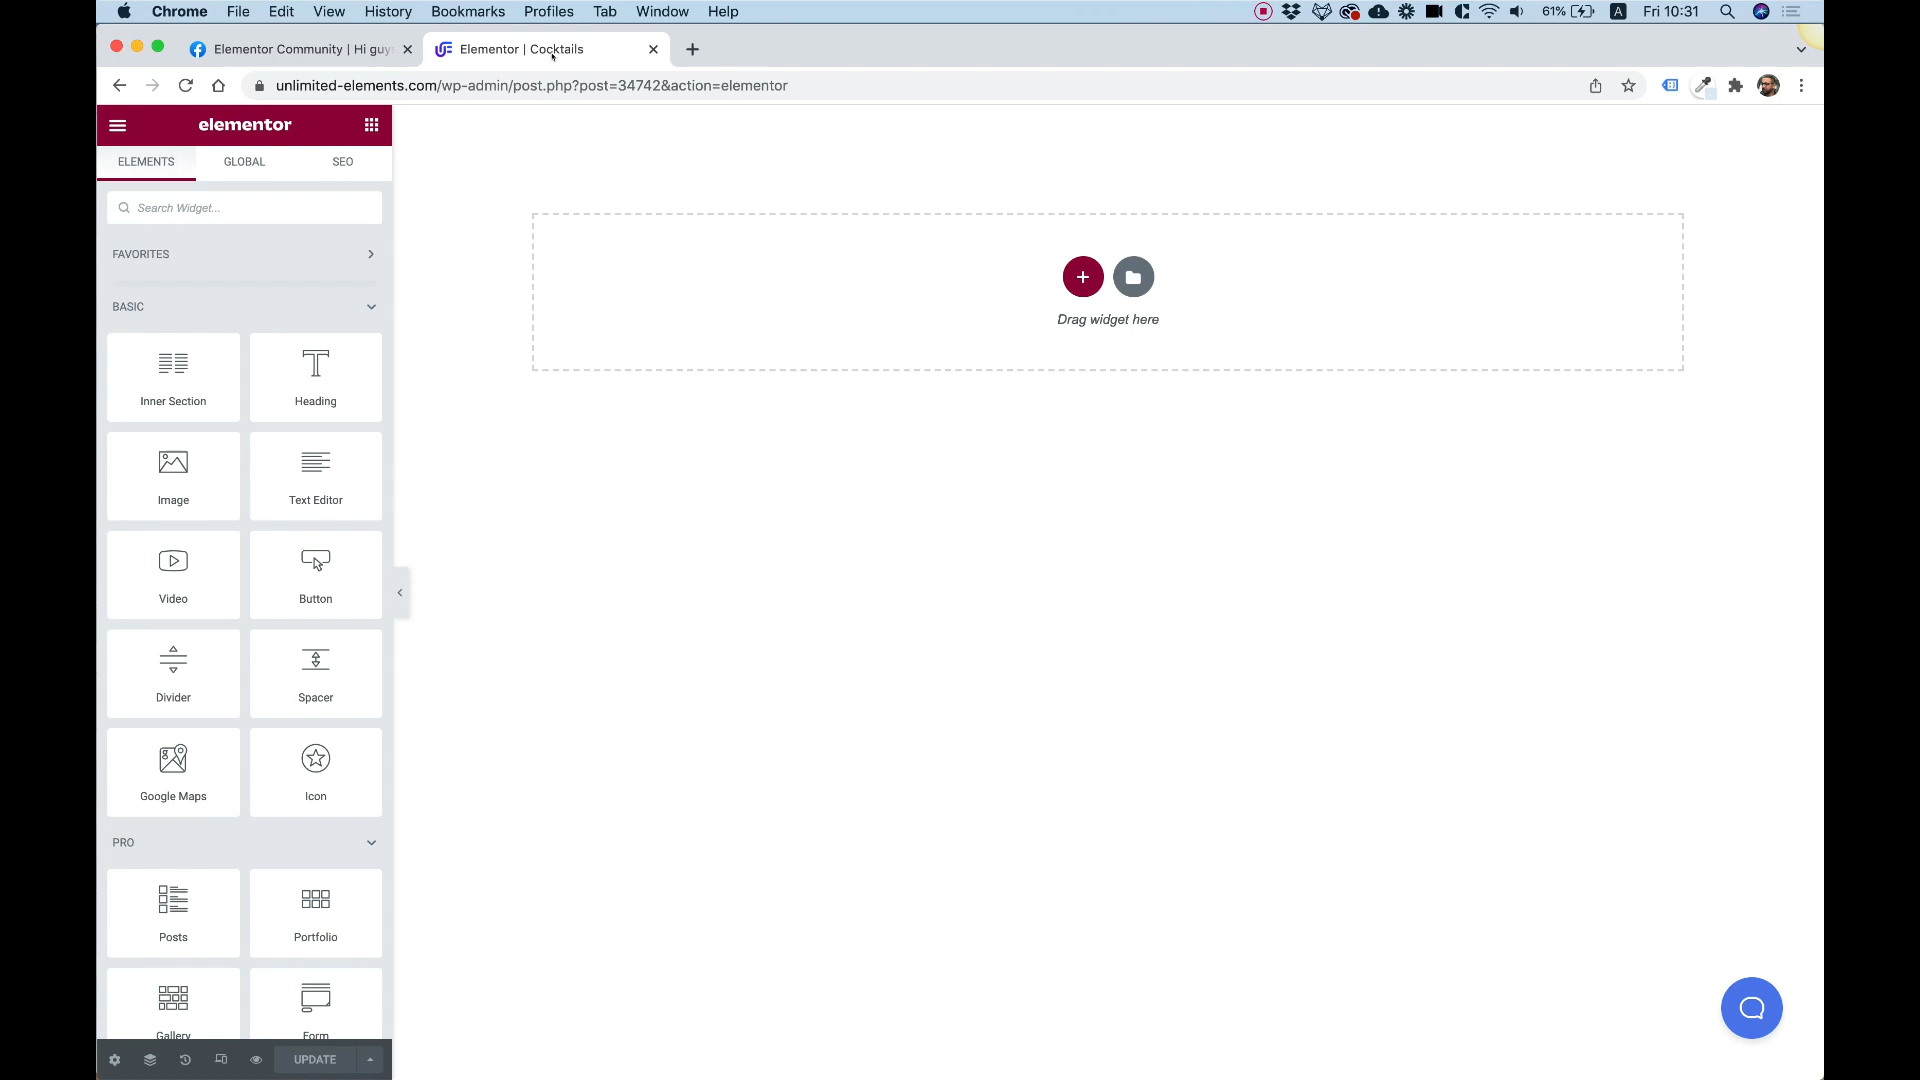 Chrome File Edit View History Bookmarks Profiles Tab Window Help 61% A Fri 10:31
Elementor Community | Hi guys
Elementor | Cocktails
unlimited-elements.com/wp-admin/post.php?post=34742&action=elementor
elementor
ELEMENTS GLOBAL SEO
Search Widget...
FAVORITES
BASIC
Inner Section
Heading
Image
Text Editor
Video
Button
Divider
Spacer
Google Maps
Icon
PRO
Posts
Portfolio
Gallery
Form
UPDATE
Drag widget here